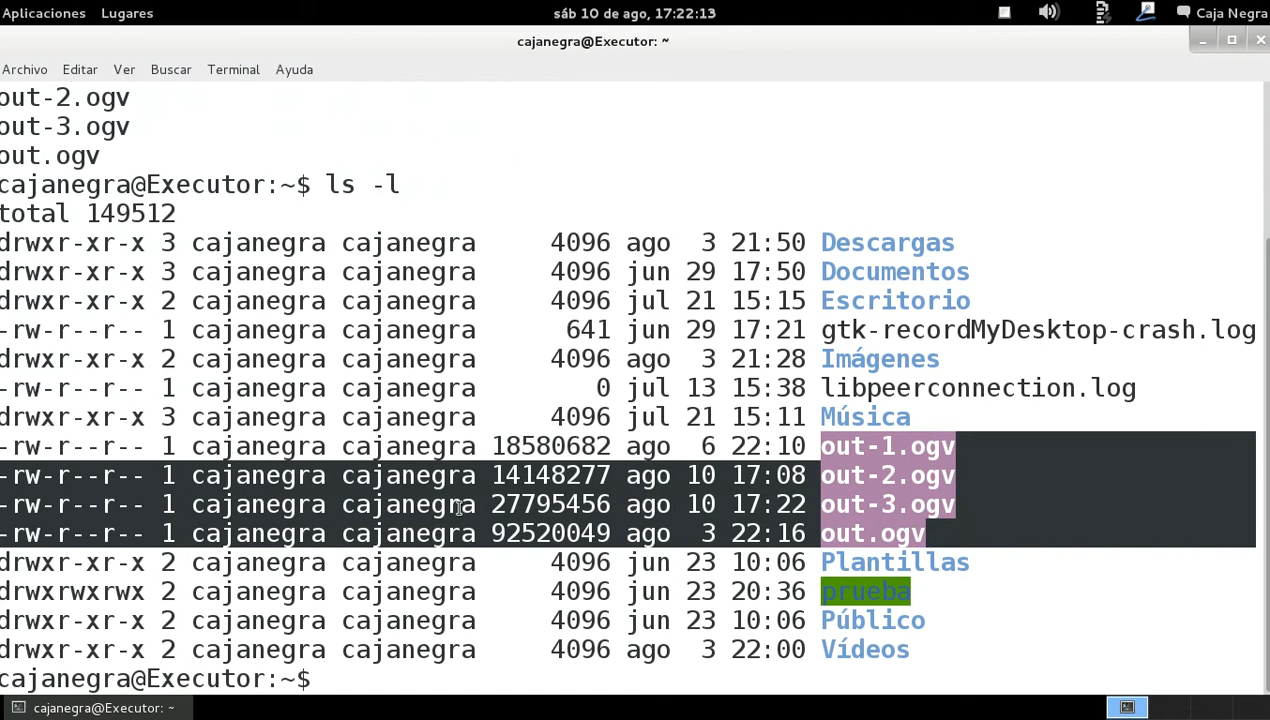 Aplicaciones Lugares sáb 10 de ago, 17:22:13 Caja Negra
cajanegra@Executor: ~
Archivo Editar Ver Buscar Terminal Ayuda
out-2.ogv
out-3.ogv
out.ogv
cajanegra@Executor:~$ ls -l
total 149512
drwxr-xr-x 3 cajanegra cajanegra 4096 ago 3 21:50 Descargas
drwxr-xr-x 3 cajanegra cajanegra 4096 jun 29 17:50 Documentos
drwxr-xr-x 2 cajanegra cajanegra 4096 jul 21 15:15 Escritorio
-rw-r--r-- 1 cajanegra cajanegra 641 jun 29 17:21 gtk-recordMyDesktop-crash.log
drwxr-xr-x 2 cajanegra cajanegra 4096 ago 3 21:28 Imágenes
-rw-r--r-- 1 cajanegra cajanegra 0 jul 13 15:38 libpeerconnection.log
drwxr-xr-x 3 cajanegra cajanegra 4096 jul 21 15:11 Música
-rw-r--r-- 1 cajanegra cajanegra 18580682 ago 6 22:10 out-1.ogv
-rw-r--r-- 1 cajanegra cajanegra 14148277 ago 10 17:08 out-2.ogv
-rw-r--r-- 1 cajanegra cajanegra 27795456 ago 10 17:22 out-3.ogv
-rw-r--r-- 1 cajanegra cajanegra 92520049 ago 3 22:16 out.ogv
drwxr-xr-x 2 cajanegra cajanegra 4096 jun 23 10:06 Plantillas
drwxrwxrwx 2 cajanegra cajanegra 4096 jun 23 20:36 prueba
drwxr-xr-x 2 cajanegra cajanegra 4096 jun 23 10:06 Público
drwxr-xr-x 2 cajanegra cajanegra 4096 ago 3 22:00 Vídeos
cajanegra@Executor:~$
cajanegra@Executor: ~